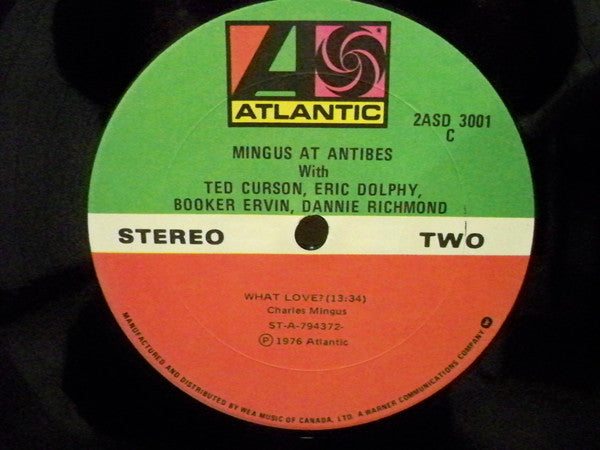 ATLANTIC
2ASD 3001
C
MINGUS AT ANTIBES
With
TED CURSON, ERIC DOLPHY,
BOOKER ERVIN, DANNIE RICHMOND
STEREO
TWO
WHAT LOVE? (13:34)
Charles Mingus
ST-A-794372-
Ⓟ 1976 Atlantic
MANUFACTURED AND DISTRIBUTED BY WEA MUSIC OF CANADA, LTD. A WARNER COMMUNICATIONS COMPANY